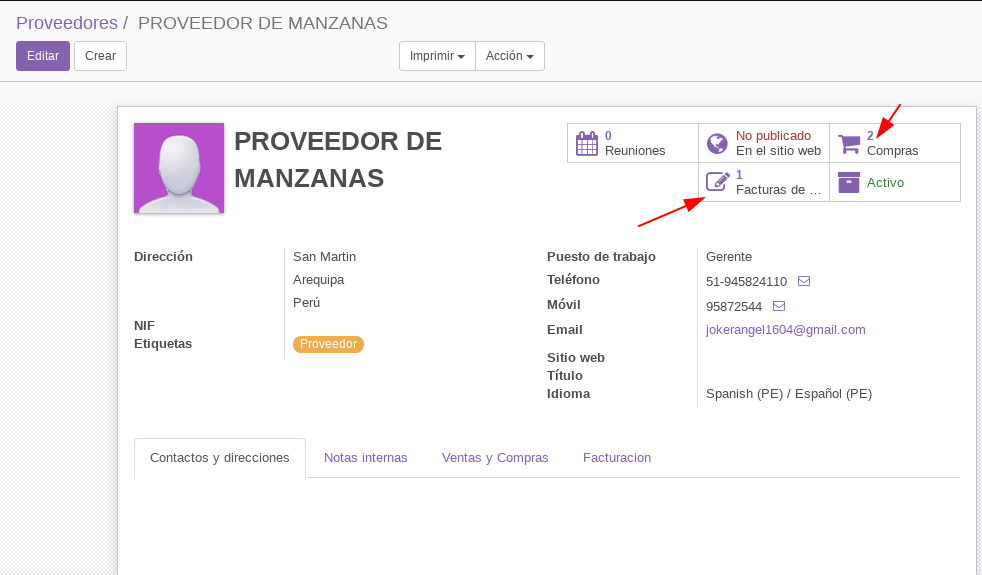 Proveedores / PROVEEDOR DE MANZANAS
Editar Crear Imprimir Acción
PROVEEDOR DE
MANZANAS
0
Reuniones
No publicado
En el sitio web
2
Compras
1
Facturas de ...
Activo
Dirección San Martin
Arequipa
Perú
NIF
Etiquetas Proveedor
Puesto de trabajo Gerente
Teléfono 51-945824110
Móvil 95872544
Email jokerangel1604@gmail.com
Sitio web
Título
Idioma Spanish (PE) / Español (PE)
Contactos y direcciones Notas internas Ventas y Compras Facturacion